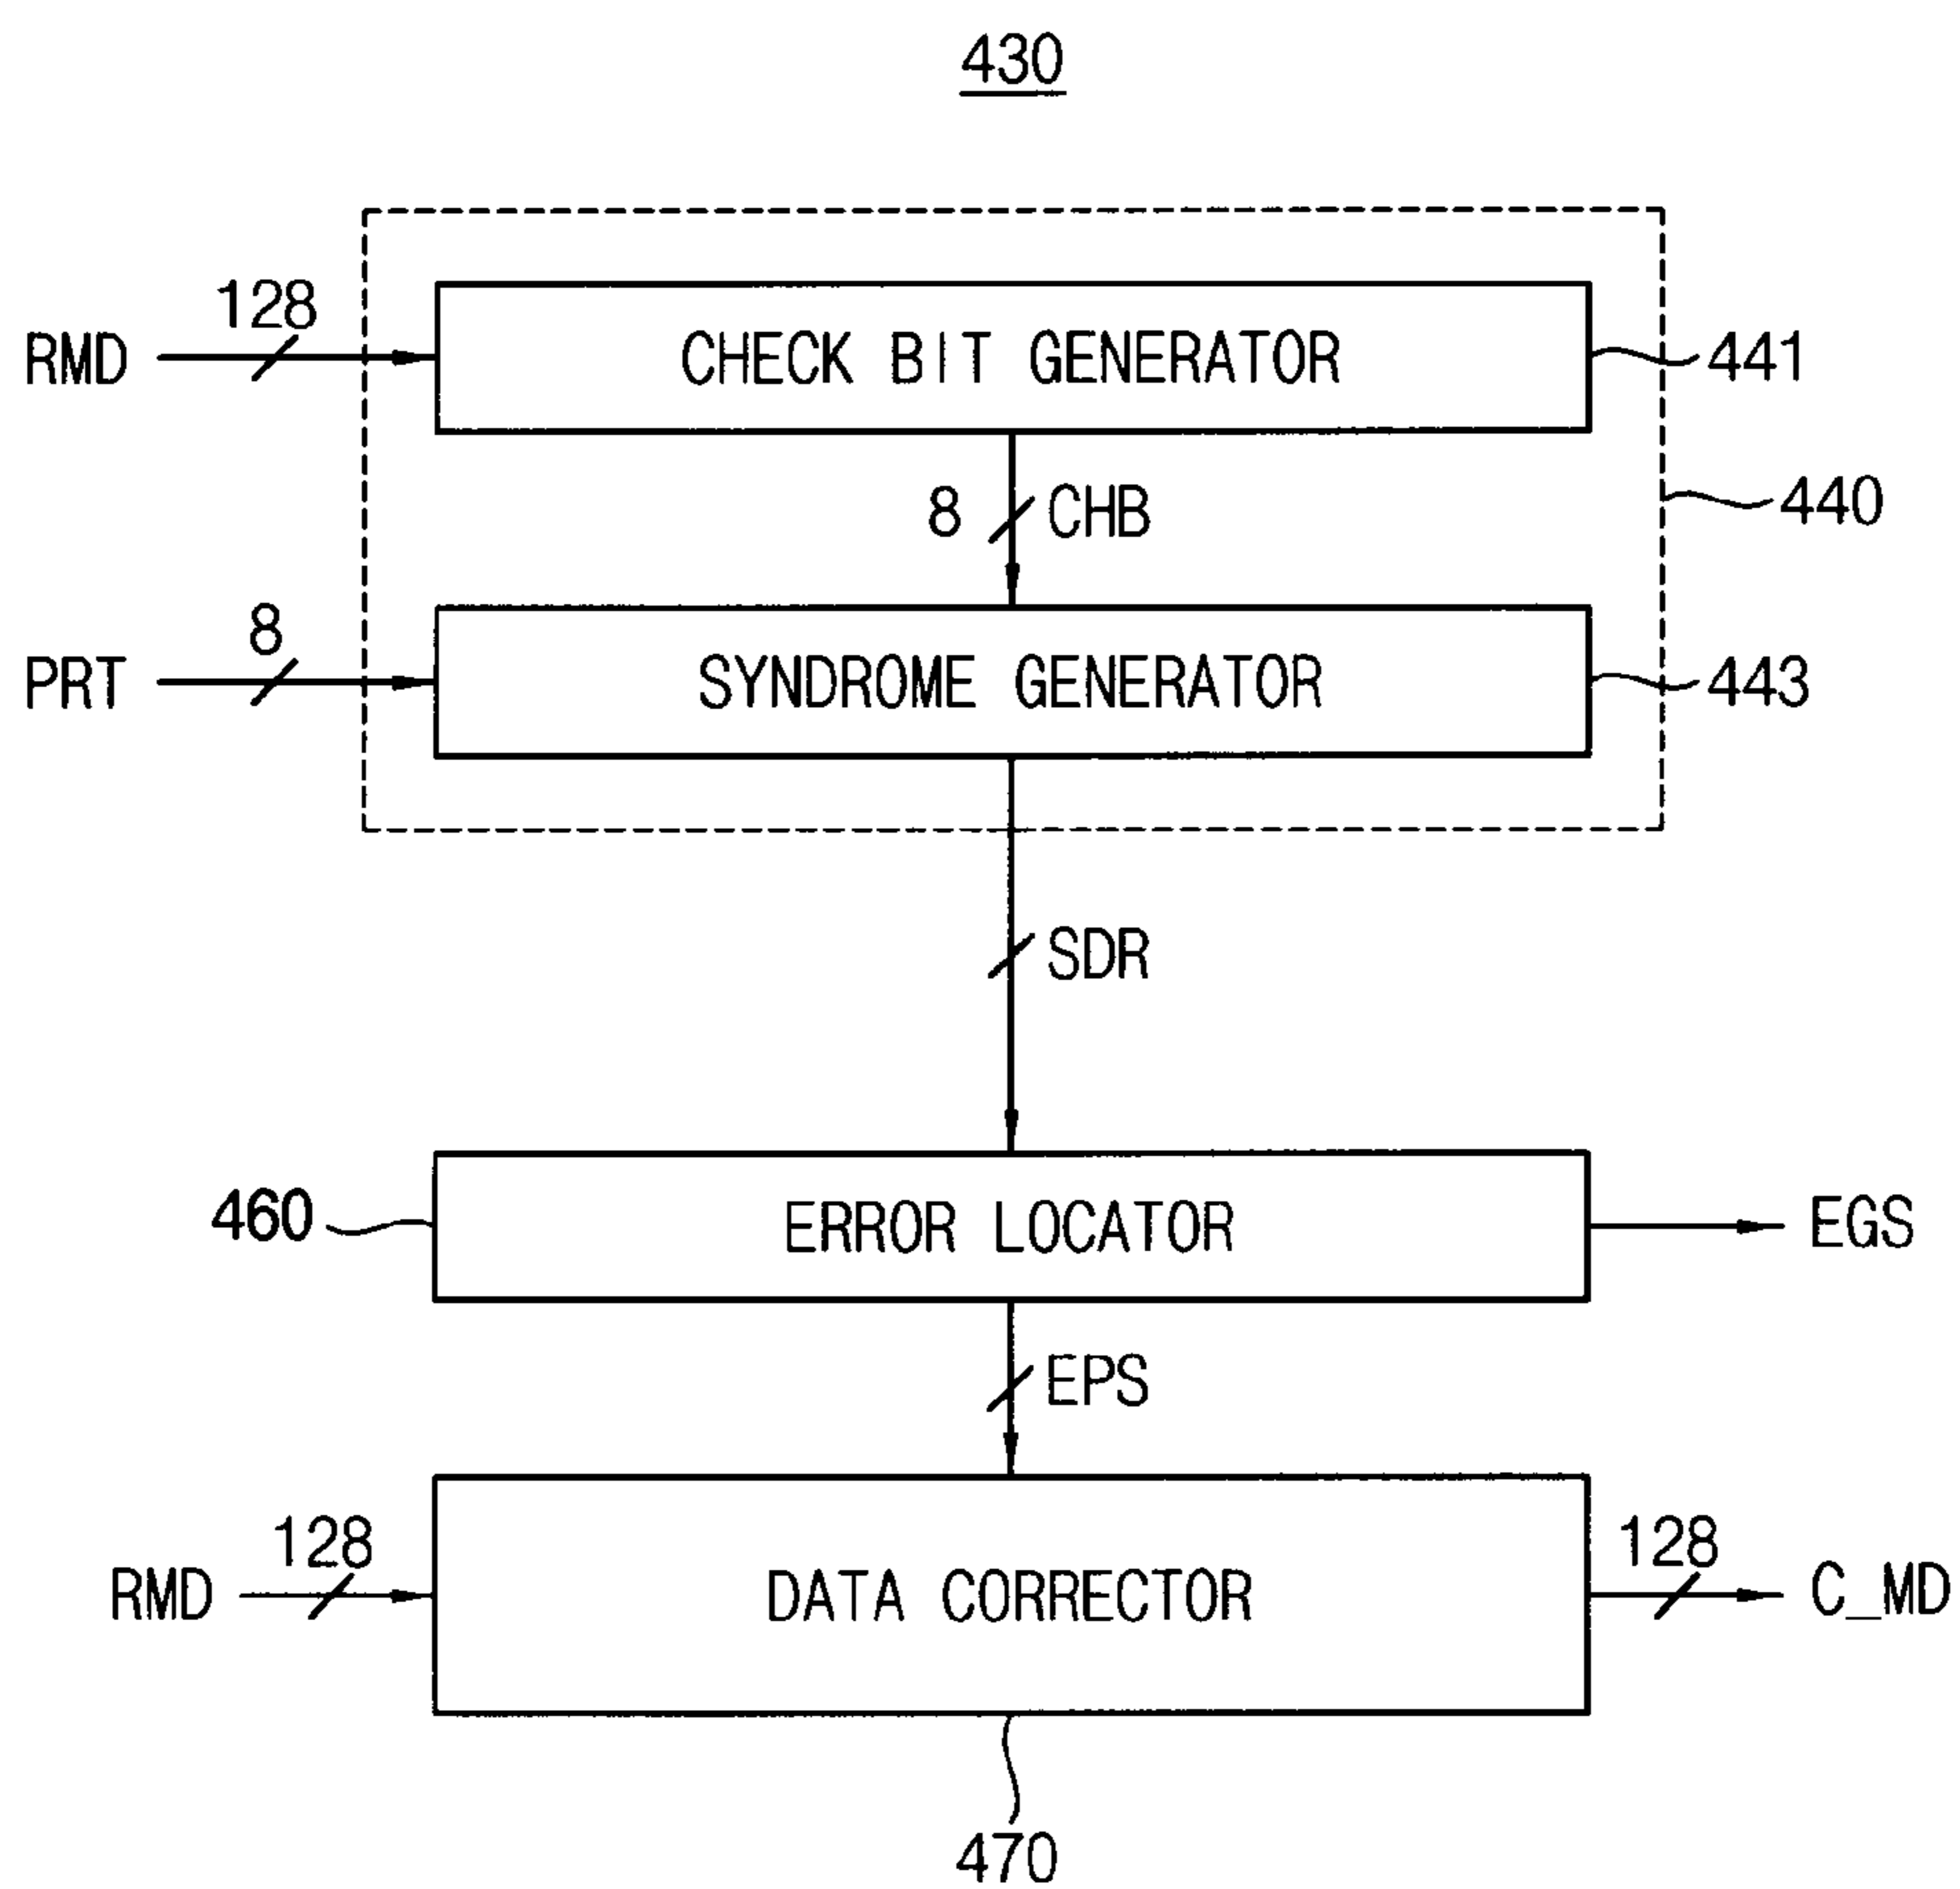 430
128
RMD
CHECK BIT GENERATOR
441
8
CHB
440
8
PRT
SYNDROME GENERATOR
443
SDR
460
ERROR LOCATOR
EGS
EPS
128
RMD
DATA CORRECTOR
128
C_MD
470